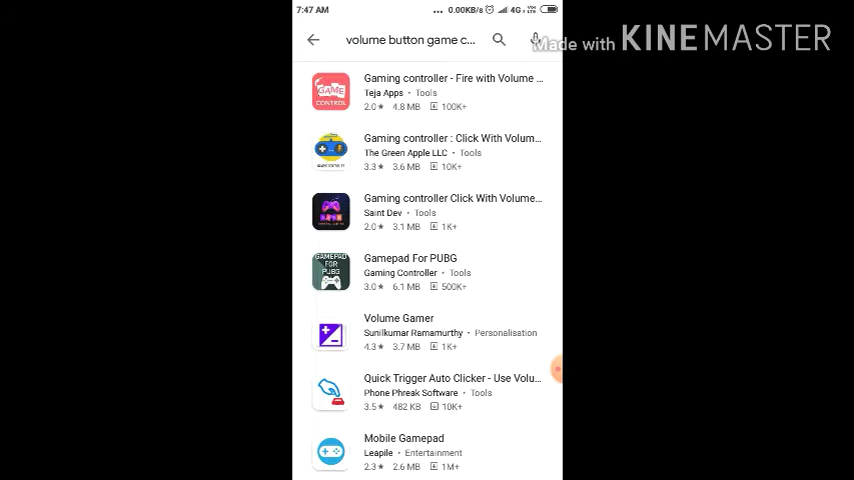 7:47 AM ... 0.00KB/s 4G
volume button game c...
Made with KINEMASTER
Gaming controller - Fire with Volume ...
Teja Apps • Tools
2.0★ 4.8 MB 100K+
GAME
CONTROL
Gaming controller : Click With Volum...
The Green Apple LLC • Tools
3.3★ 3.6 MB 10K+
Gaming controller Click With Volume...
Saint Dev • Tools
2.0★ 3.1 MB 1K+
Gamepad For PUBG
Gaming Controller • Tools
3.0★ 6.1 MB 500K+
GAMEPAD
FOR
PUBG
Volume Gamer
Sunilkumar Ramamurthy • Personalisation
4.3★ 3.7 MB 1K+
Quick Trigger Auto Clicker - Use Volu...
Phone Phreak Software • Tools
3.5★ 482 KB 10K+
Mobile Gamepad
Leapile • Entertainment
2.3★ 2.6 MB 1M+